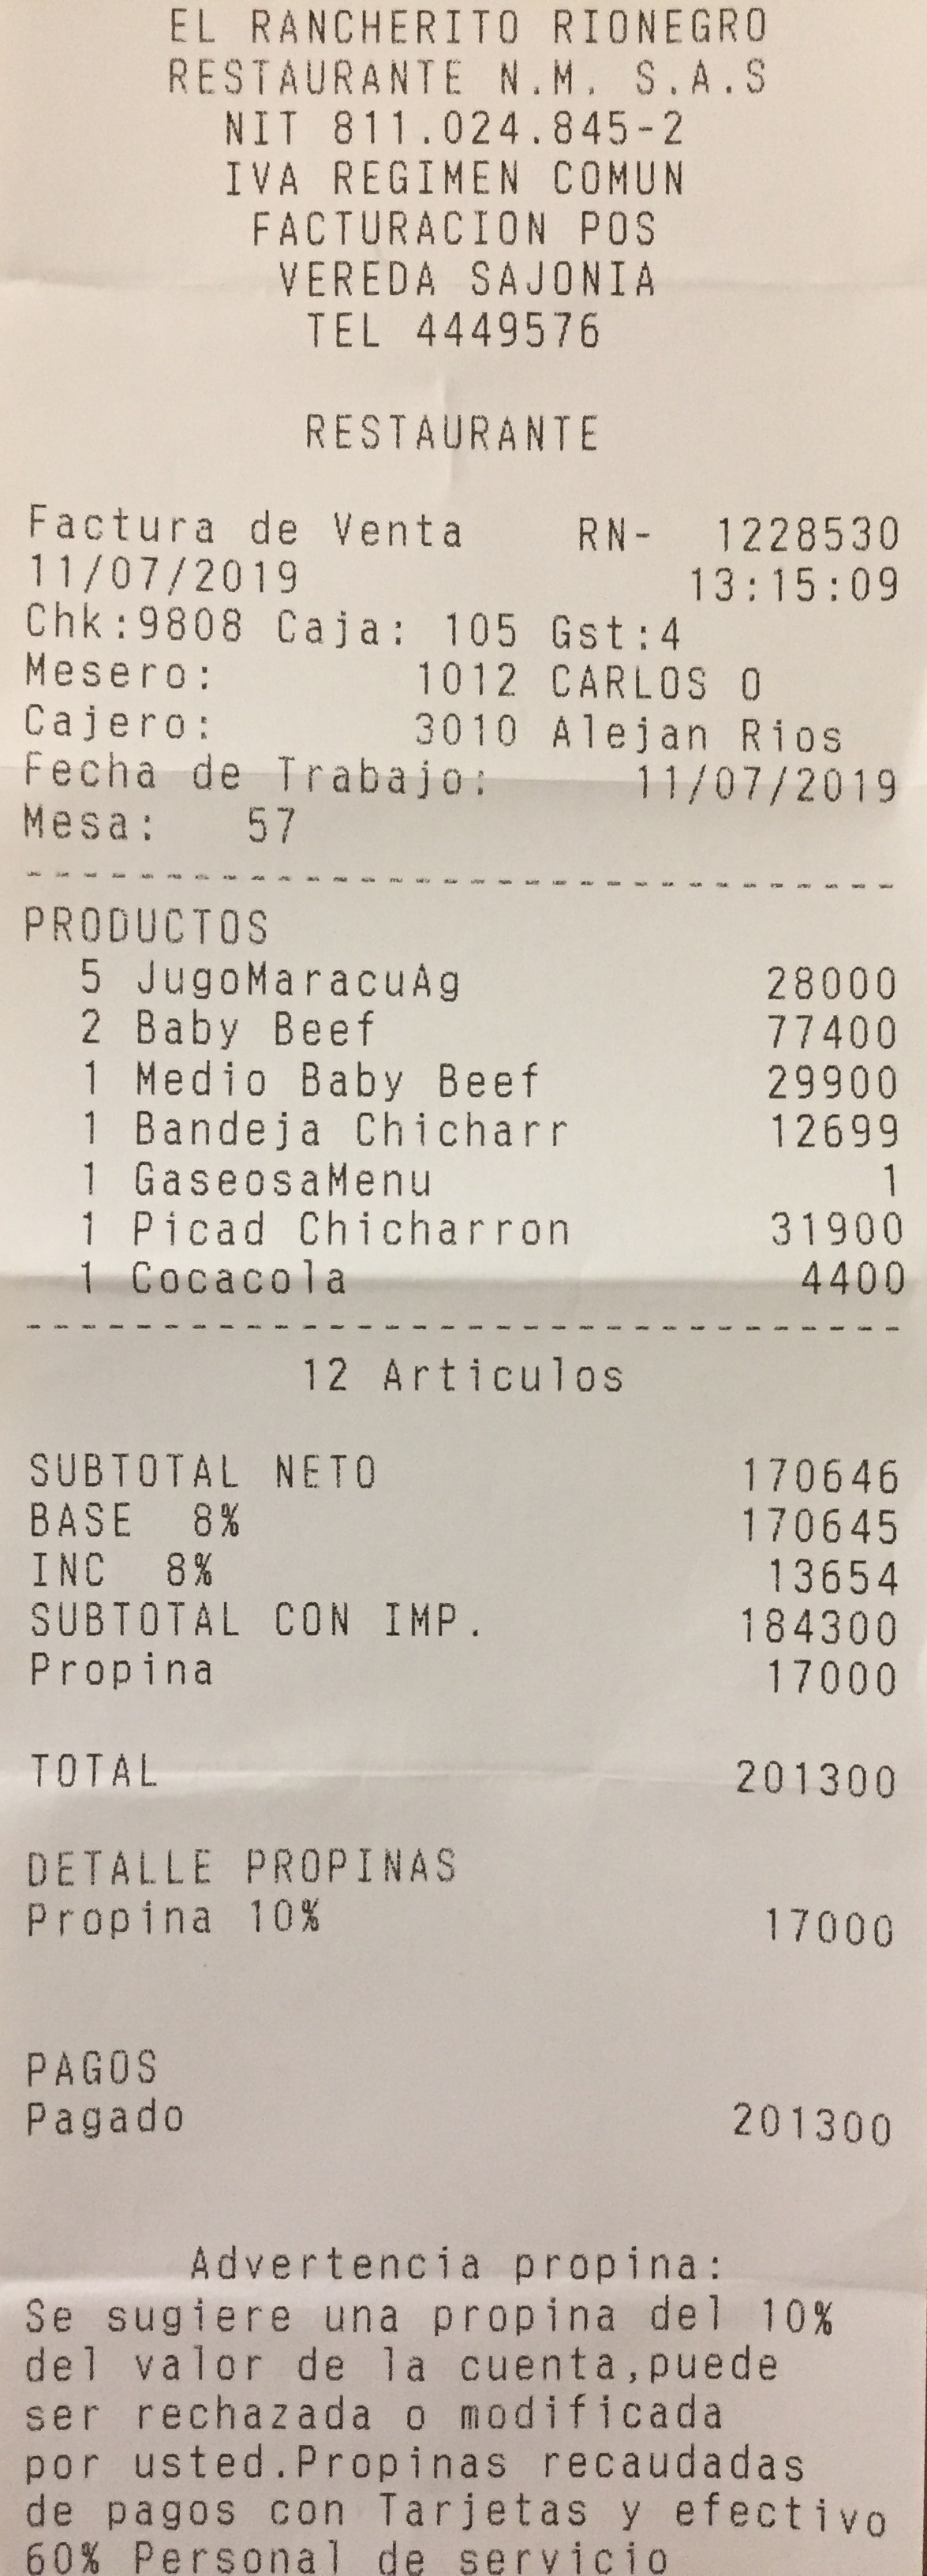 EL RANCHERITO RIONEGRO
RESTAURANTE N.M. S.A.S
NIT 811.024.845-2
IVA REGIMEN COMUN
FACTURACION POS
VEREDA SAJONIA
TEL 4449576
RESTAURANTE
Factura de Venta RN- 1228530
11/07/2019 13:15:09
Chk:9808 Caja: 105 Gst:4
Mesero: 1012 CARLOS O
Cajero: 3010 Alejan Rios
Fecha de Trabajo: 11/07/2019
Mesa: 57
--------------------------------
PRODUCTOS
5 JugoMaracuAg 28000
2 Baby Beef 77400
1 Medio Baby Beef 29900
1 Bandeja Chicharr 12699
1 GaseosaMenu 1
1 Picad Chicharron 31900
1 Cocacola 4400
--------------------------------
12 Articulos
SUBTOTAL NETO 170646
BASE 8% 170645
INC 8% 13654
SUBTOTAL CON IMP. 184300
Propina 17000
TOTAL 201300
DETALLE PROPINAS
Propina 10% 17000
PAGOS
Pagado 201300
Advertencia propina:
Se sugiere una propina del 10%
del valor de la cuenta,puede
ser rechazada o modificada
por usted.Propinas recaudadas
de pagos con Tarjetas y efectivo
60% Personal de servicio